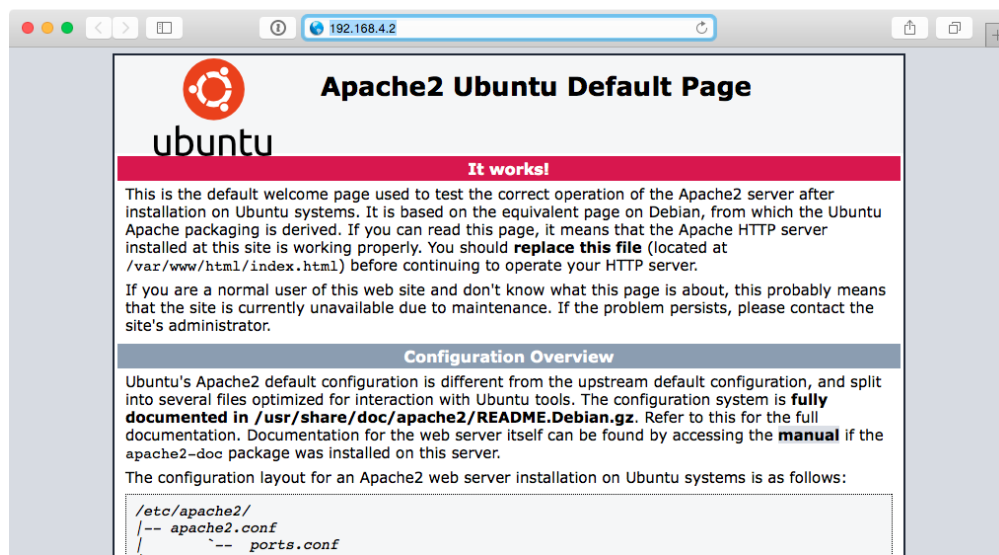 192.168.4.2
Apache2 Ubuntu Default Page
ubuntu
It works!
This is the default welcome page used to test the correct operation of the Apache2 server after
installation on Ubuntu systems. It is based on the equivalent page on Debian, from which the Ubuntu
Apache packaging is derived. If you can read this page, it means that the Apache HTTP server
installed at this site is working properly. You should replace this file (located at
/var/www/html/index.html) before continuing to operate your HTTP server.
If you are a normal user of this web site and don't know what this page is about, this probably means
that the site is currently unavailable due to maintenance. If the problem persists, please contact the
site's administrator.
Configuration Overview
Ubuntu's Apache2 default configuration is different from the upstream default configuration, and split
into several files optimized for interaction with Ubuntu tools. The configuration system is fully
documented in /usr/share/doc/apache2/README.Debian.gz. Refer to this for the full
documentation. Documentation for the web server itself can be found by accessing the manual if the
apache2-doc package was installed on this server.
The configuration layout for an Apache2 web server installation on Ubuntu systems is as follows:
/etc/apache2/
|-- apache2.conf
|       `--  ports.conf